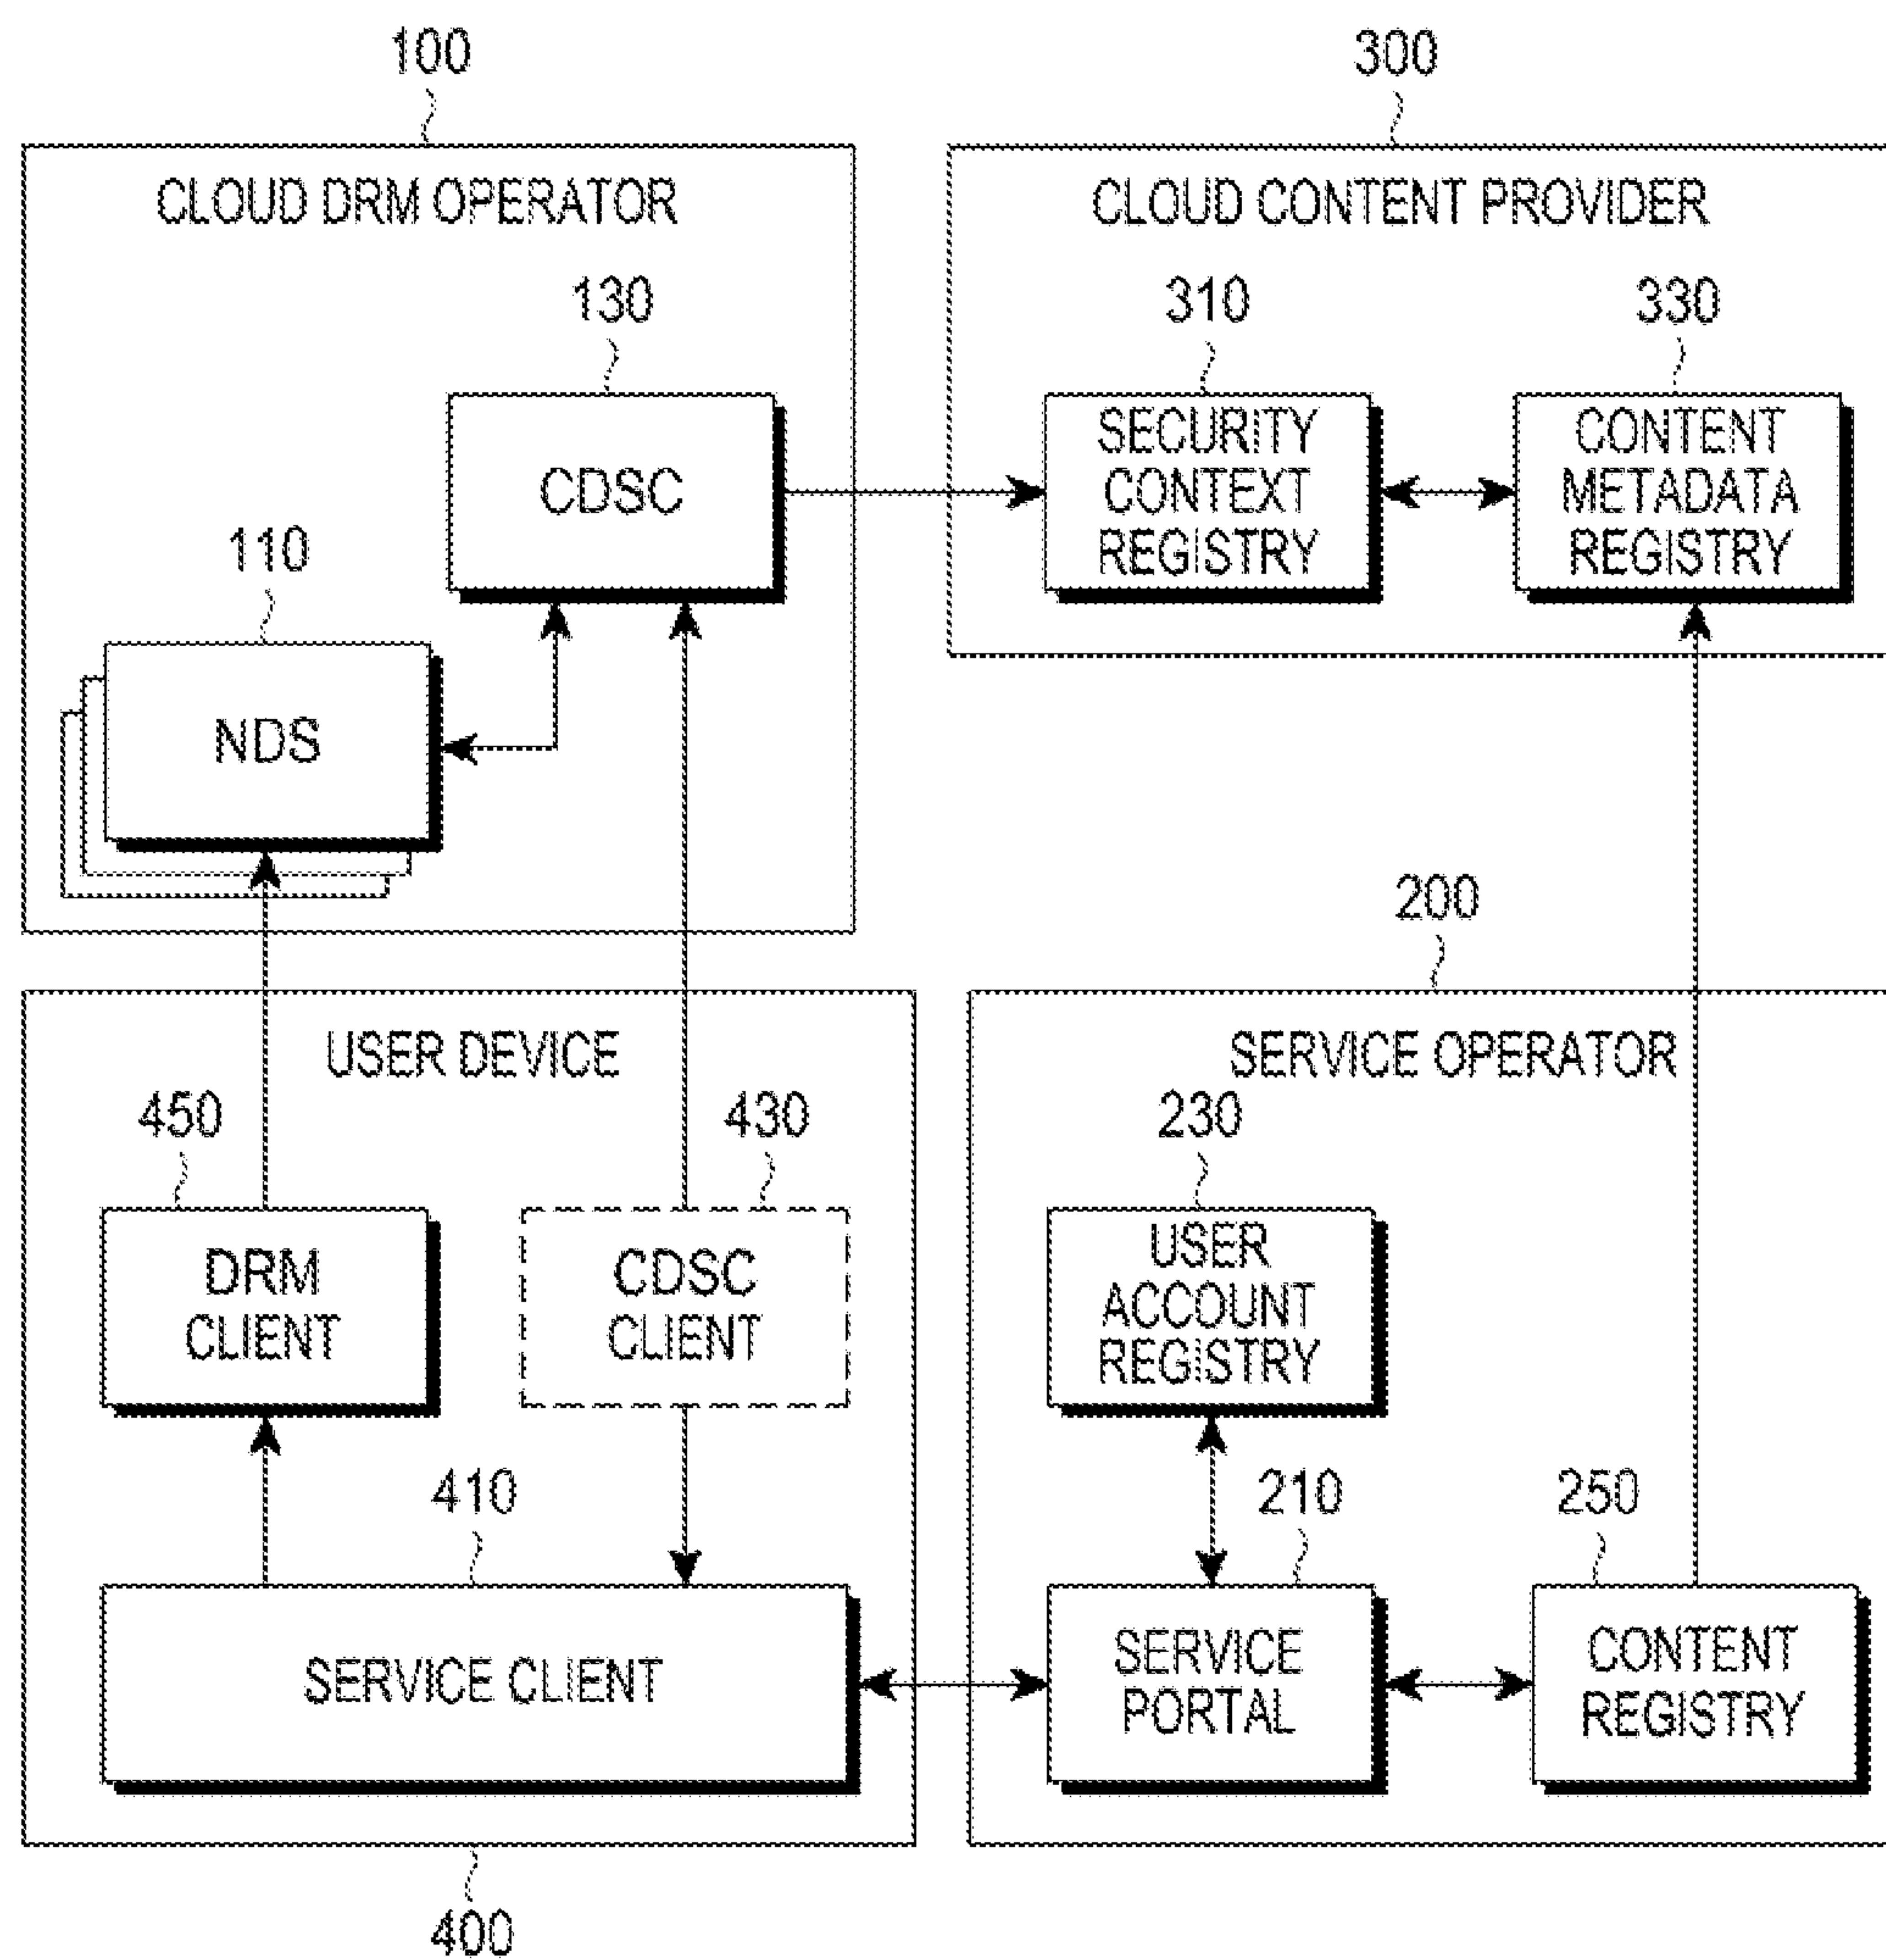 100
300
CLOUD DRM OPERATOR
CLOUD CONTENT PROVIDER
130
310
330
CDSC
SECURITY
CONTEXT
REGISTRY
CONTENT
METADATA
REGISTRY
110
NDS
200
USER DEVICE
SERVICE OPERATOR
450
430
230
DRM
CLIENT
CDSC
CLIENT
USER
ACCOUNT
REGISTRY
410
210
250
SERVICE CLIENT
SERVICE
PORTAL
CONTENT
REGISTRY
400